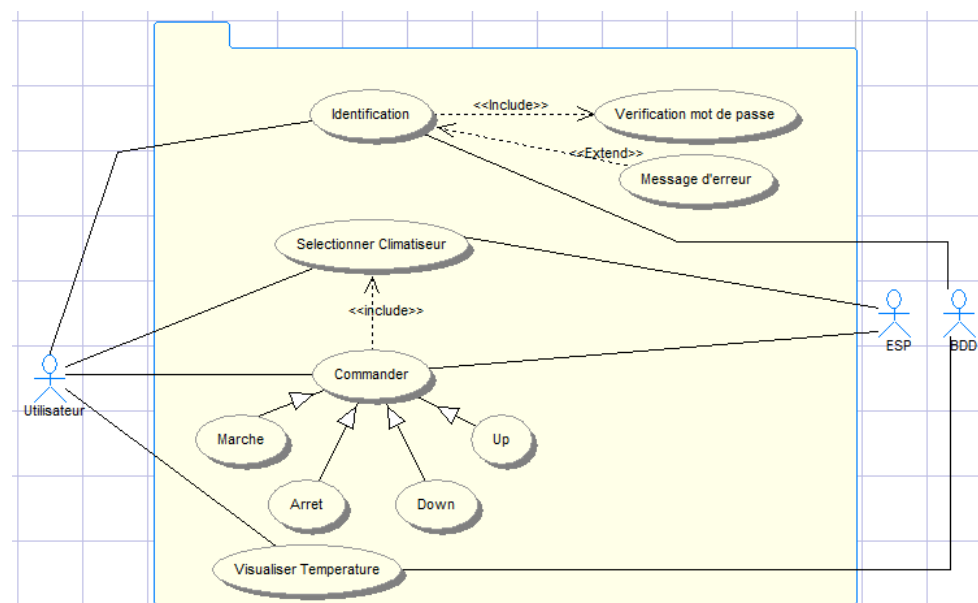 Identification
<<Include>>
Verification mot de passe
<<Extend>>
Message d'erreur
Selectionner Climatiseur
<<include>>
ESP
BDD
Commander
Utilisateur
Marche
Up
Arret
Down
Visualiser Temperature